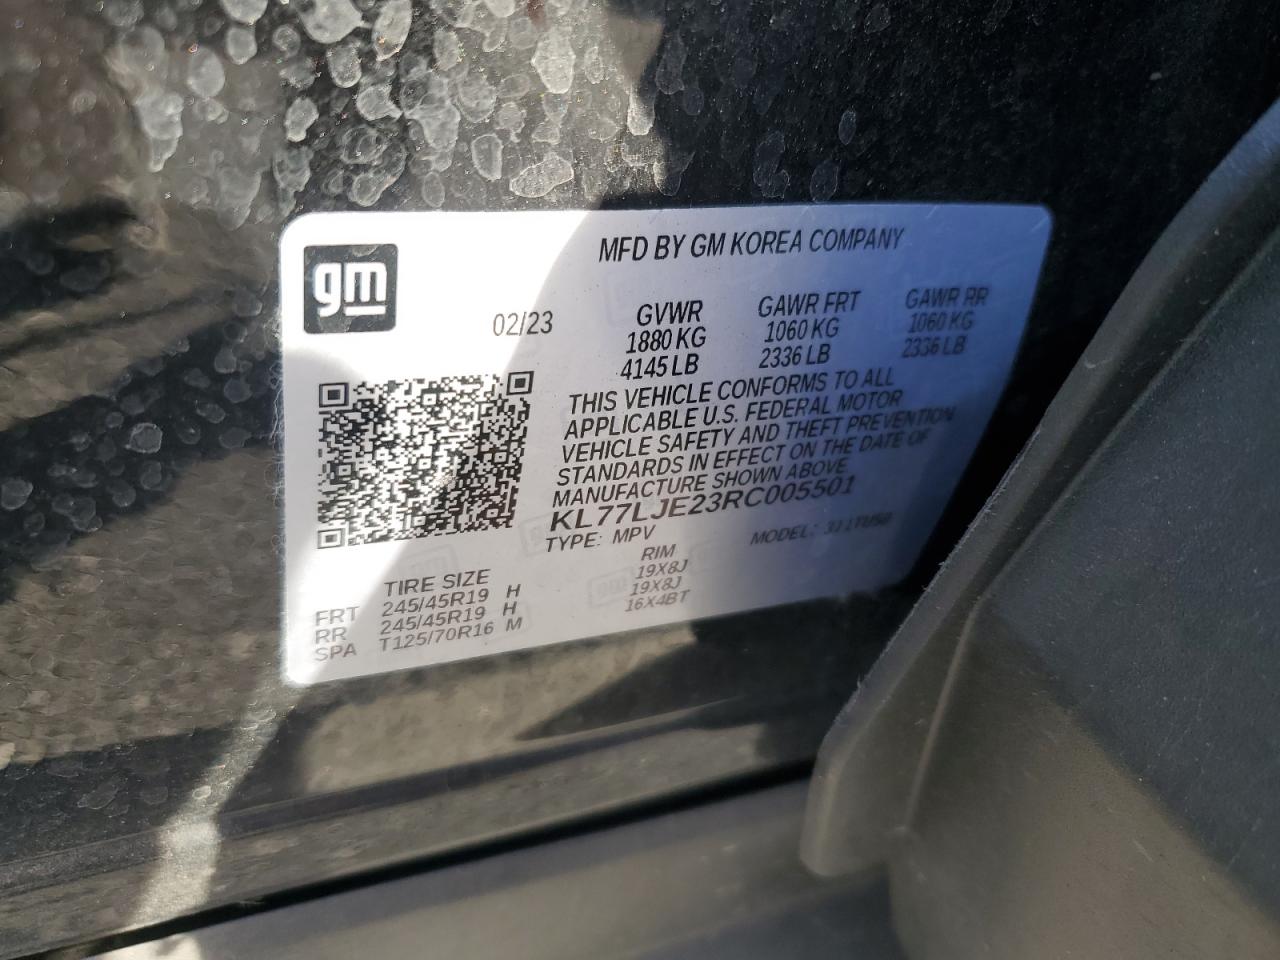 gm
MFD BY GM KOREA COMPANY
02/23
GVWR GAWR FRT GAWR RR
1880 KG 1060 KG 1060 KG
4145 LB 2336 LB 2336 LB
THIS VEHICLE CONFORMS TO ALL
APPLICABLE U.S. FEDERAL MOTOR
VEHICLE SAFETY AND THEFT PREVENTION
STANDARDS IN EFFECT ON THE DATE OF
MANUFACTURE SHOWN ABOVE
KL77LJE23RC005501
TYPE: MPV MODEL:
TIRE SIZE RIM
FRT 245/45R19 H 19X8J
RR 245/45R19 H 19X8J
SPA T125/70R16 M 16X4BT